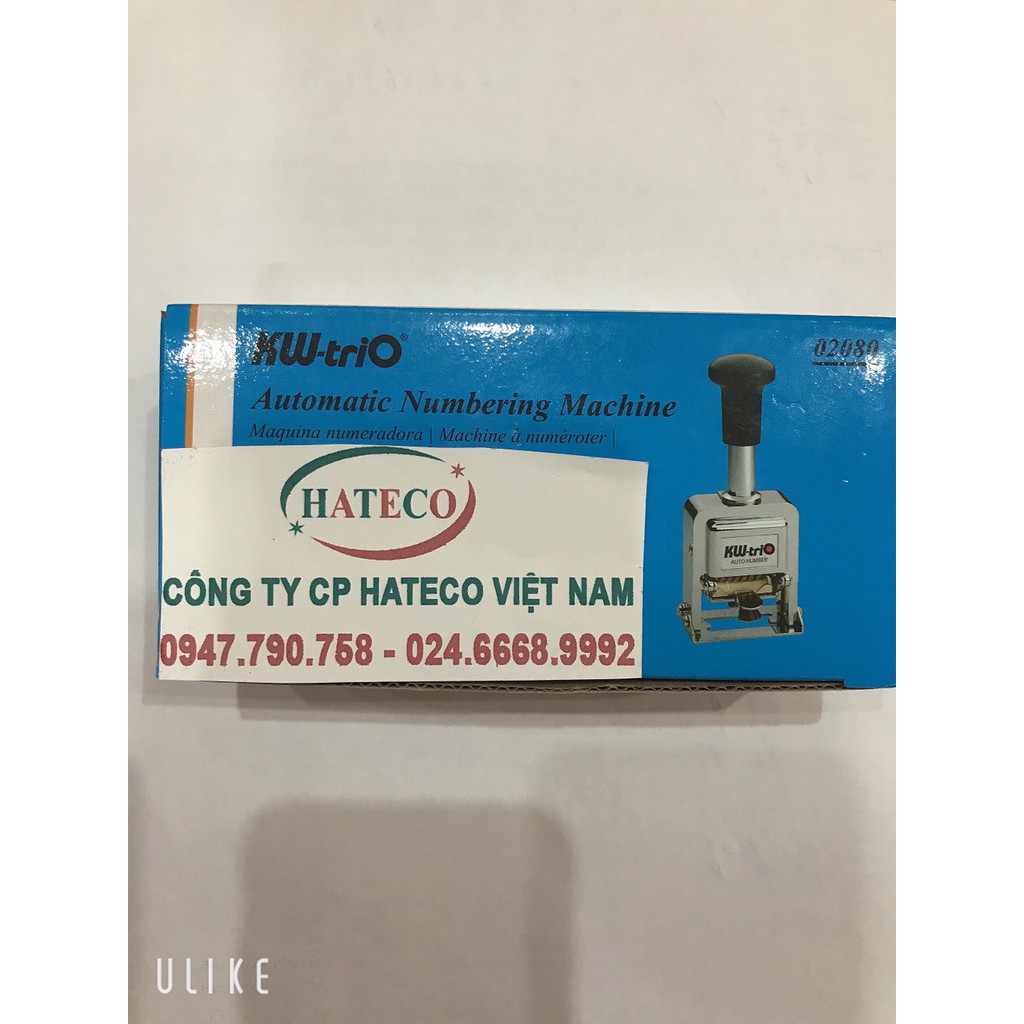 KW-triO®
02080
Automatic Numbering Machine
Maquina numeradora | Machine à numéroter |
HATECO
CÔNG TY CP HATECO VIỆT NAM
0947.790.758 - 024.6668.9992
KW-triO
AUTO-NUMBER
ULIKE